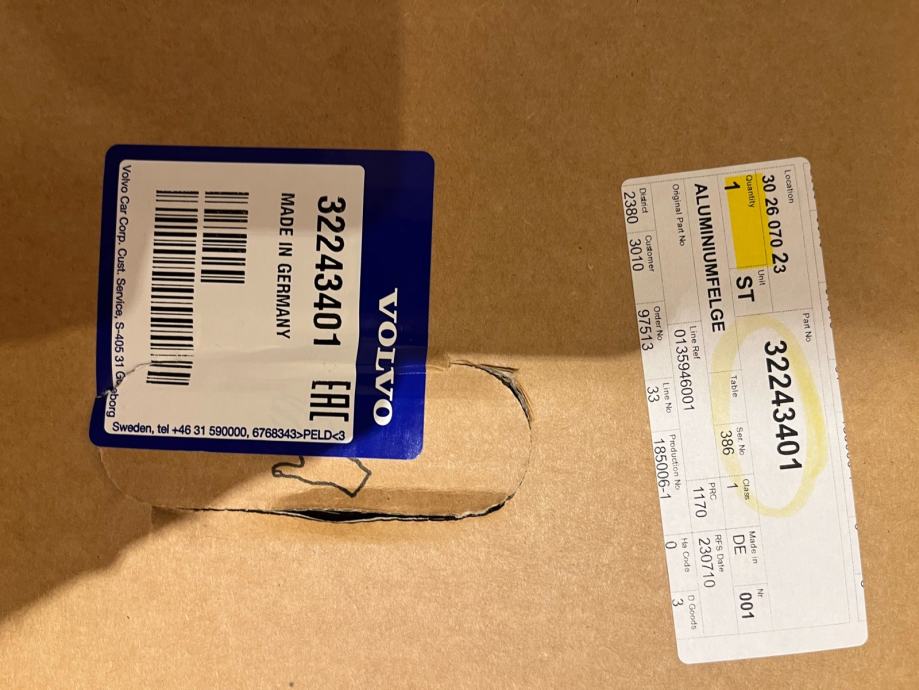 VOLVO
32243401
EAC
MADE IN GERMANY
Volvo Car Corp. Cust. Service, S-405 31 G eborg
Sweden, tel +46 31 590000, 6768343>PELD<3
Location
30 26 070 23
Part No
32243401
Quantity
1
Unit
ST
Table
Ser No
386
Class
1
Made in
DE
Nr
001
ALUMINIUMFELGE
Original Part No
Line Ref
0135946001
PRC
1170
RFS Date
230710
District
2380
Customer
3010
Order No
97513
Line No
33
Production No
185006-1
Ha Code
0
D Goods
3